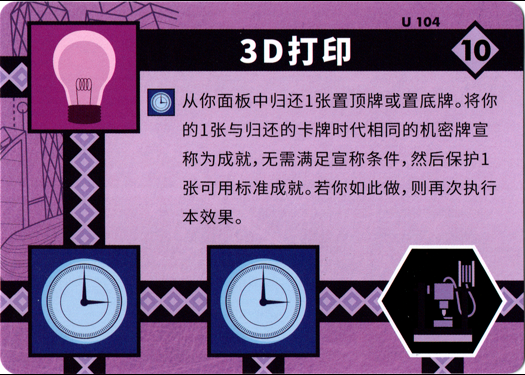 U 104
3D打印
10
从你面板中归还1张置顶牌或置底牌。将你
的1张与归还的卡牌时代相同的机密牌宣
称为成就，无需满足宣称条件，然后保护1
张可用标准成就。若你如此做，则再次执行
本效果。